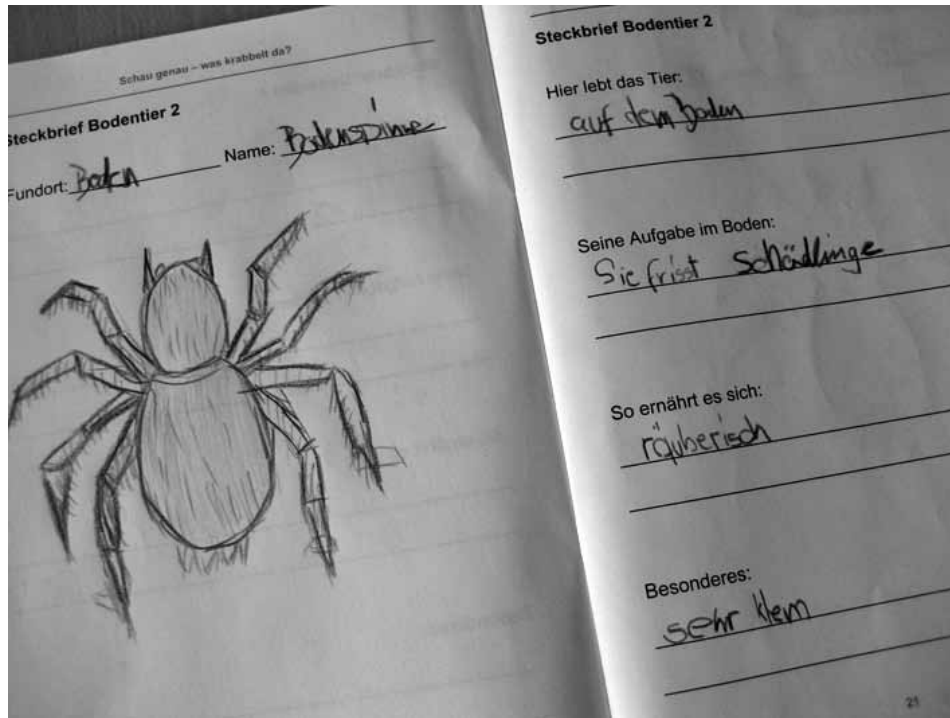 Schau genau – was krabbelt da?
Steckbrief Bodentier 2
Fundort: Boden Name: Bodenspinne
Steckbrief Bodentier 2
Hier lebt das Tier:
auf dem Boden
Seine Aufgabe im Boden:
Sie frisst Schädlinge
So ernährt es sich:
räuberisch
Besonderes:
sehr klein
21